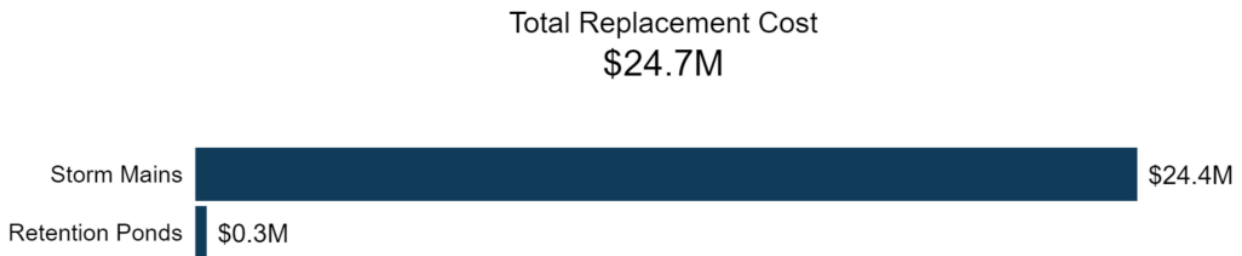 Total Replacement Cost
$24.7M
Storm Mains $24.4M
Retention Ponds $0.3M